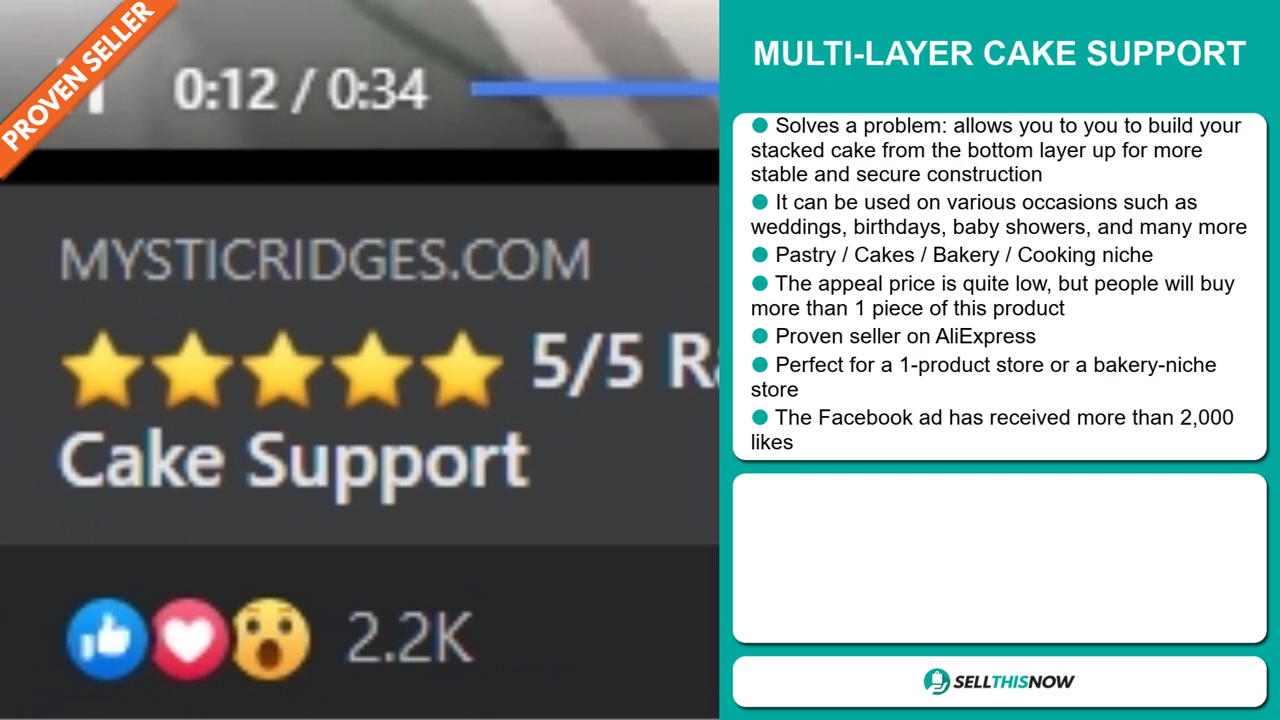 PROVEN SELLER
0:12 / 0:34
MYSTICRIDGES.COM
5/5
Cake Support
2.2K
MULTI-LAYER CAKE SUPPORT
● Solves a problem: allows you to you to build your
stacked cake from the bottom layer up for more
stable and secure construction
● It can be used on various occasions such as
weddings, birthdays, baby showers, and many more
● Pastry / Cakes / Bakery / Cooking niche
● The appeal price is quite low, but people will buy
more than 1 piece of this product
● Proven seller on AliExpress
● Perfect for a 1-product store or a bakery-niche
store
● The Facebook ad has received more than 2,000
likes
SELLTHISNOW